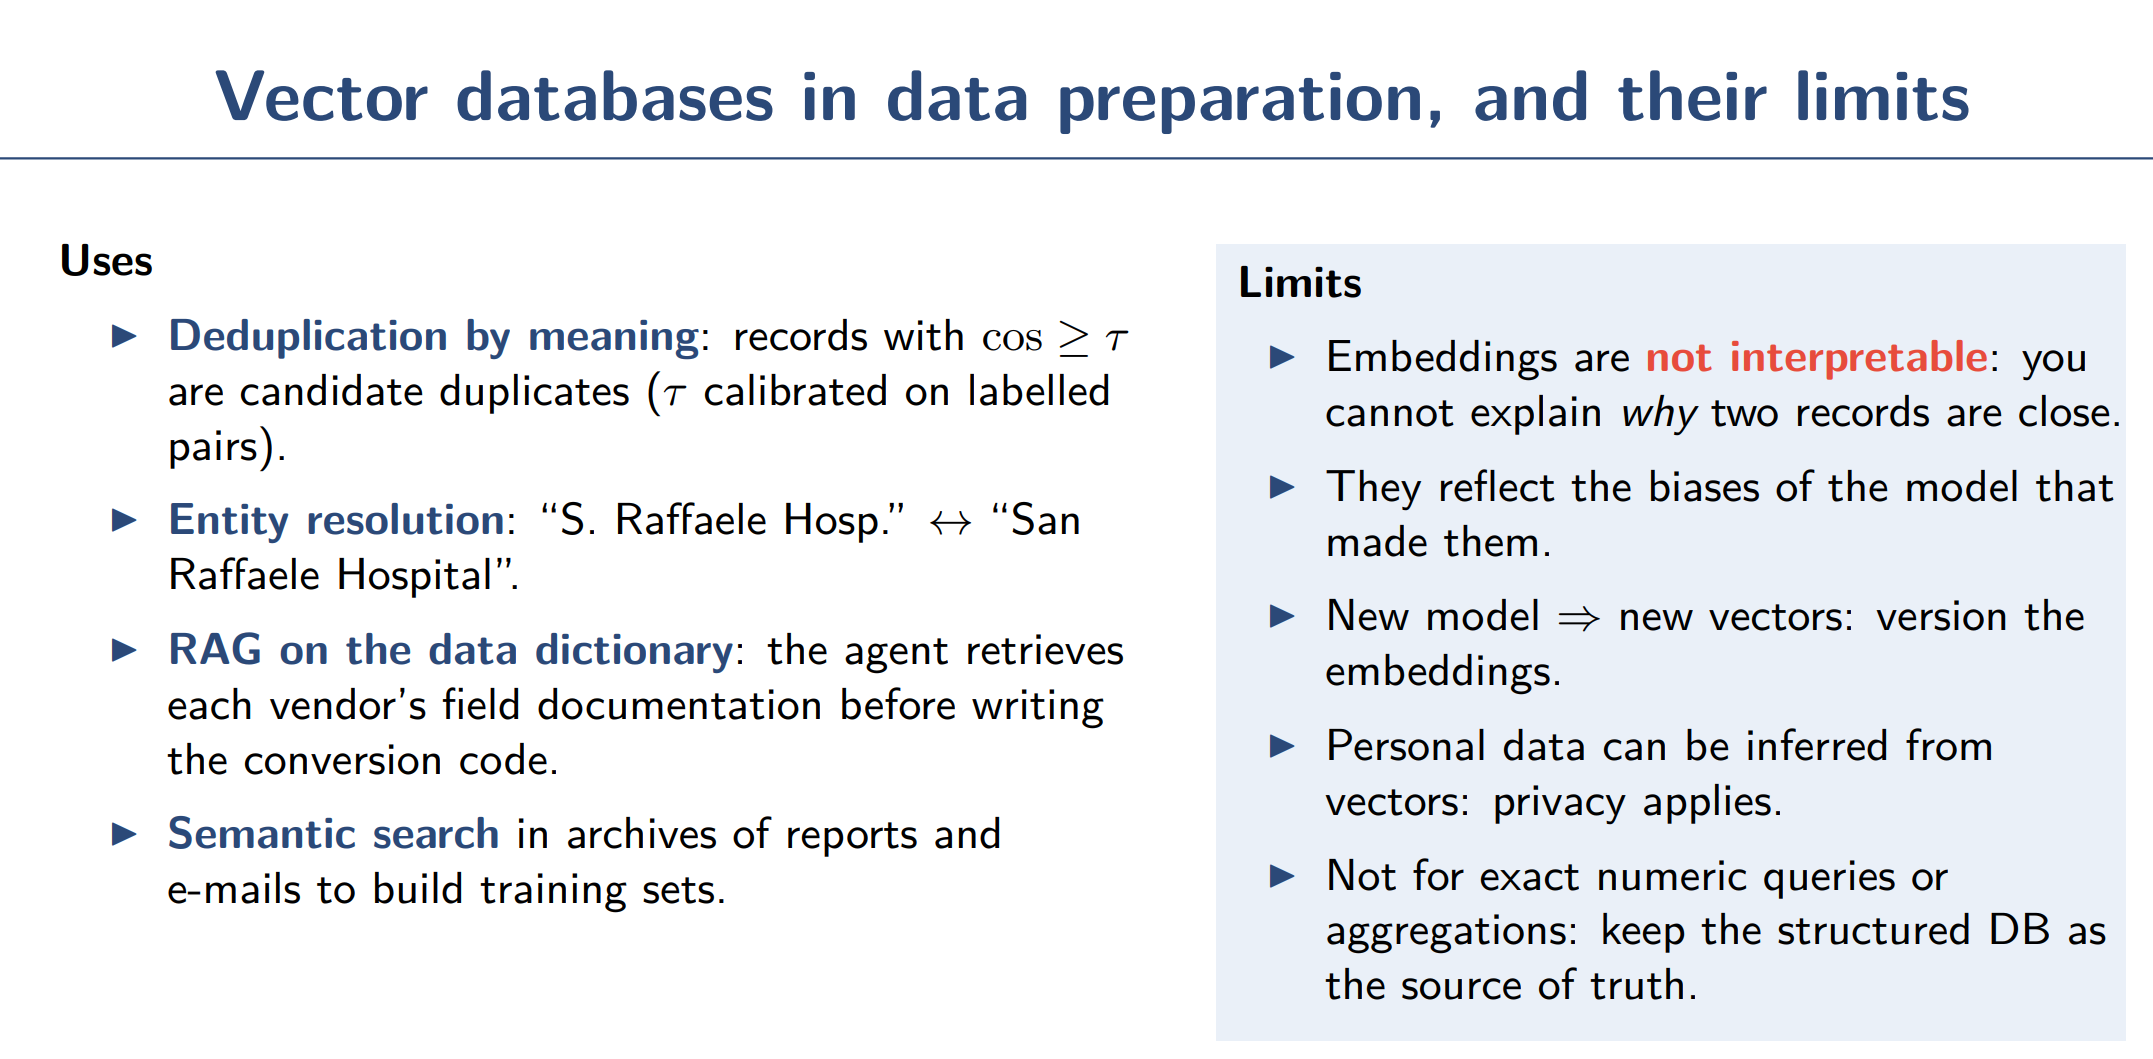 Vector databases in data preparation, and their limits
Uses
▶ Deduplication by meaning: records with cos ≥ τ
are candidate duplicates (τ calibrated on labelled
pairs).
▶ Entity resolution: “S. Raffaele Hosp.” ↔ “San
Raffaele Hospital”.
▶ RAG on the data dictionary: the agent retrieves
each vendor’s field documentation before writing
the conversion code.
▶ Semantic search in archives of reports and
e-mails to build training sets.
Limits
▶ Embeddings are not interpretable: you
cannot explain why two records are close.
▶ They reflect the biases of the model that
made them.
▶ New model ⇒ new vectors: version the
embeddings.
▶ Personal data can be inferred from
vectors: privacy applies.
▶ Not for exact numeric queries or
aggregations: keep the structured DB as
the source of truth.